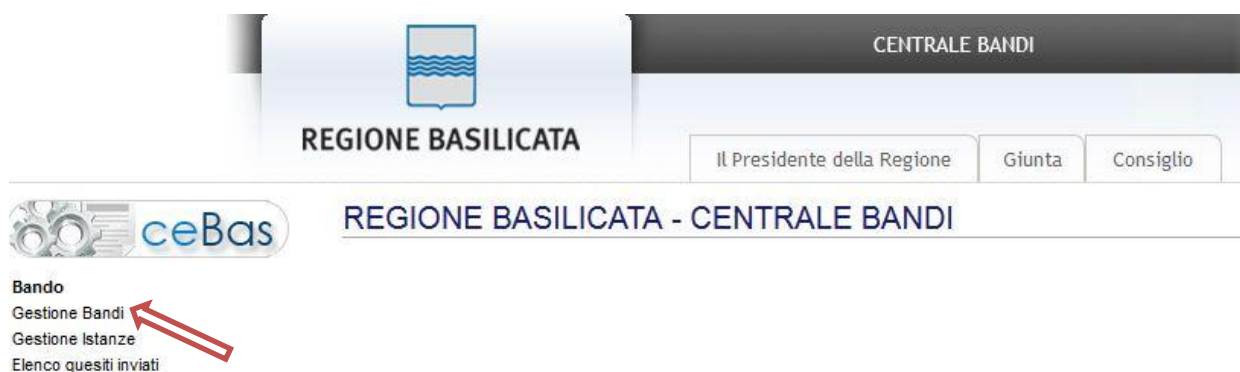 CENTRALE BANDI
REGIONE BASILICATA
Il Presidente della Regione
Giunta
Consiglio
ceBas
REGIONE BASILICATA - CENTRALE BANDI
Bando
Gestione Bandi
Gestione Istanze
Elenco quesiti inviati